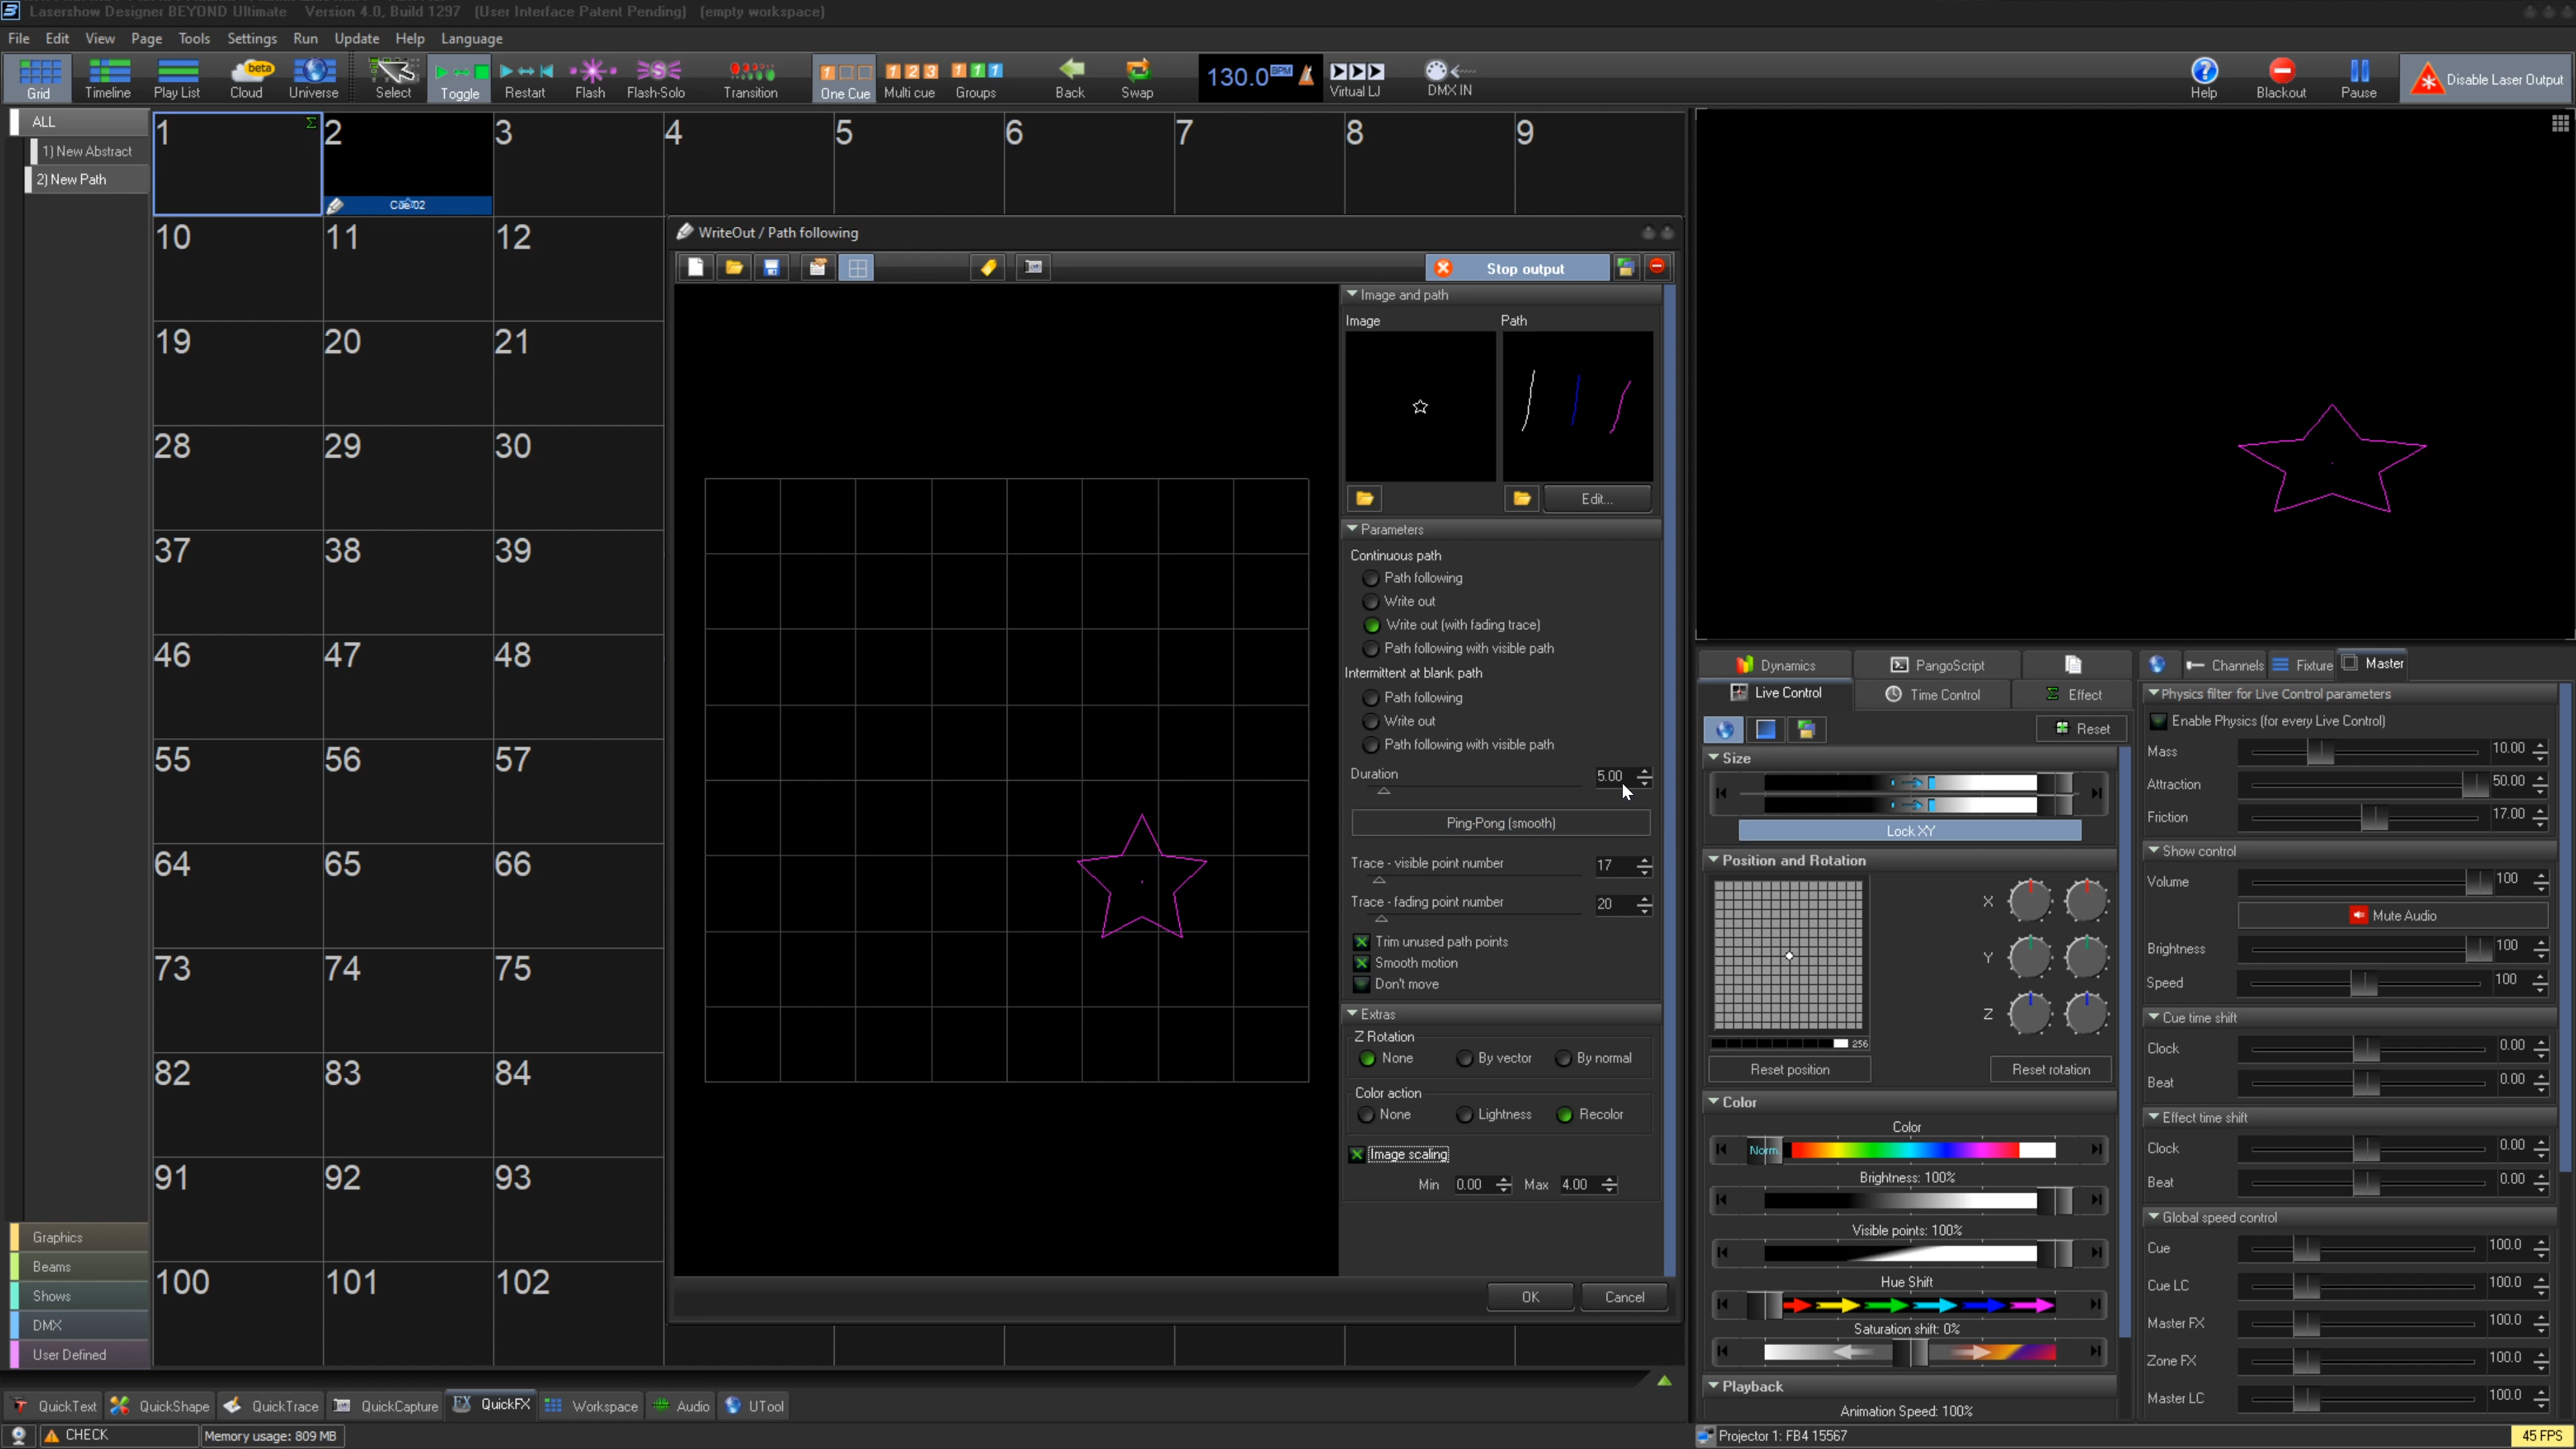 Lasershow Designer BEYOND Ultimate Version 4.0, Build 1297 (User Interface Patent Pending) (empty workspace)
File Edit View Page Tools Settings Run Update Help Language
Grid Timeline Play List Cloud beta Universe Select Toggle Restart Flash Flash-Solo Transition One Cue Multi cue Groups Back Swap 130.0 BPM Virtual LJ DMX IN Help Blackout Pause Disable Laser Output
ALL
1) New Abstract
2) New Path
1 2 3 4 5 6 7 8 9
Cue 02
10 11 12
19 20 21
28 29 30
37 38 39
46 47 48
55 56 57
64 65 66
73 74 75
82 83 84
91 92 93
100 101 102
Graphics
Beams
Shows
DMX
User Defined
WriteOut / Path following
Stop output
Image and path
Image Path
Edit...
Parameters
Continuous path
Path following
Write out
Write out (with fading trace)
Path following with visible path
Intermittent at blank path
Path following
Write out
Path following with visible path
Duration 5.00
Ping-Pong (smooth)
Trace - visible point number 17
Trace - fading point number 20
Trim unused path points
Smooth motion
Don't move
Extras
Z Rotation
None By vector By normal
Color action
None Lightness Recolor
Image scaling
Min 0.00 Max 4.00
OK Cancel
Dynamics PangoScript
Live Control Time Control Effect
Reset
Size
Lock XY
Position and Rotation
X
Y
Z
256
Reset position Reset rotation
Color
Color
Norm.
Brightness: 100%
Visible points: 100%
Hue Shift
Saturation shift: 0%
Playback
Animation Speed: 100%
Channels Fixture Master
Physics filter for Live Control parameters
Enable Physics (for every Live Control)
Mass 10.00
Attraction 50.00
Friction 17.00
Show control
Volume 100
Mute Audio
Brightness 100
Speed 100
Cue time shift
Clock 0.00
Beat 0.00
Effect time shift
Clock 0.00
Beat 0.00
Global speed control
Cue 100.0
Cue LC 100.0
Master FX 100.0
Zone FX 100.0
Master LC 100.0
QuickText QuickShape QuickTrace QuickCapture QuickFX Workspace Audio UTool
CHECK Memory usage: 809 MB
Projector 1: FB4 15567
45 FPS